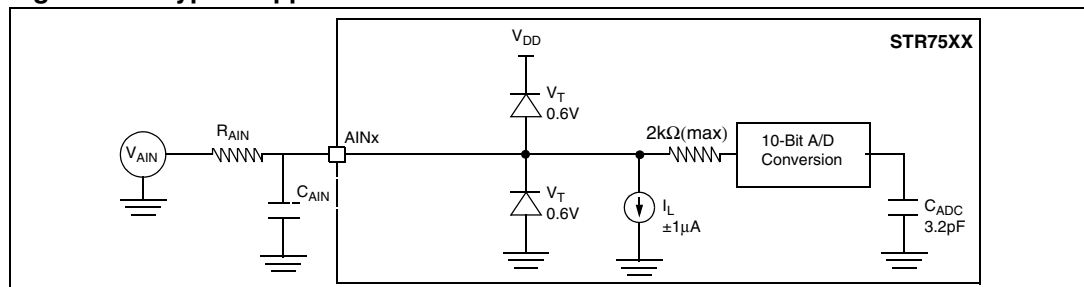 V_DD
STR75XX
V_T
0.6V
R_AIN
AINx
2kΩ(max)
10-Bit A/D
Conversion
V_AIN
C_AIN
V_T
0.6V
I_L
±1µA
C_ADC
3.2pF